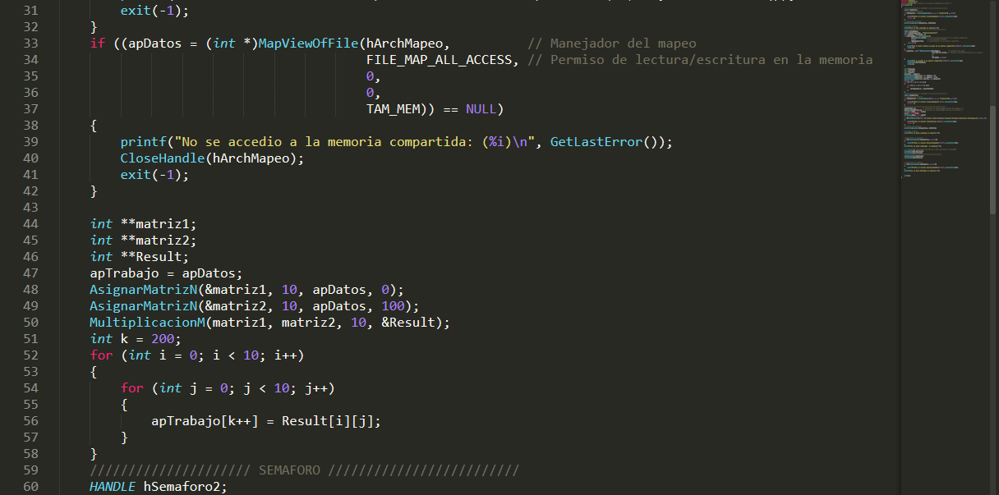 31 exit(-1);
32 }
33 if ((apDatos = (int *)MapViewOfFile(hArchMapeo, // Manejador del mapeo
34 FILE_MAP_ALL_ACCESS, // Permiso de lectura/escritura en la memoria
35 0,
36 0,
37 TAM_MEM)) == NULL)
38 {
39 printf("No se accedio a la memoria compartida: (%i)\n", GetLastError());
40 CloseHandle(hArchMapeo);
41 exit(-1);
42 }
43
44 int **matriz1;
45 int **matriz2;
46 int **Result;
47 apTrabajo = apDatos;
48 AsignarMatrizN(&matriz1, 10, apDatos, 0);
49 AsignarMatrizN(&matriz2, 10, apDatos, 100);
50 MultiplicacionM(matriz1, matriz2, 10, &Result);
51 int k = 200;
52 for (int i = 0; i < 10; i++)
53 {
54 for (int j = 0; j < 10; j++)
55 {
56 apTrabajo[k++] = Result[i][j];
57 }
58 }
59 ///////////////////// SEMAFORO /////////////////////////
60 HANDLE hSemaforo2;